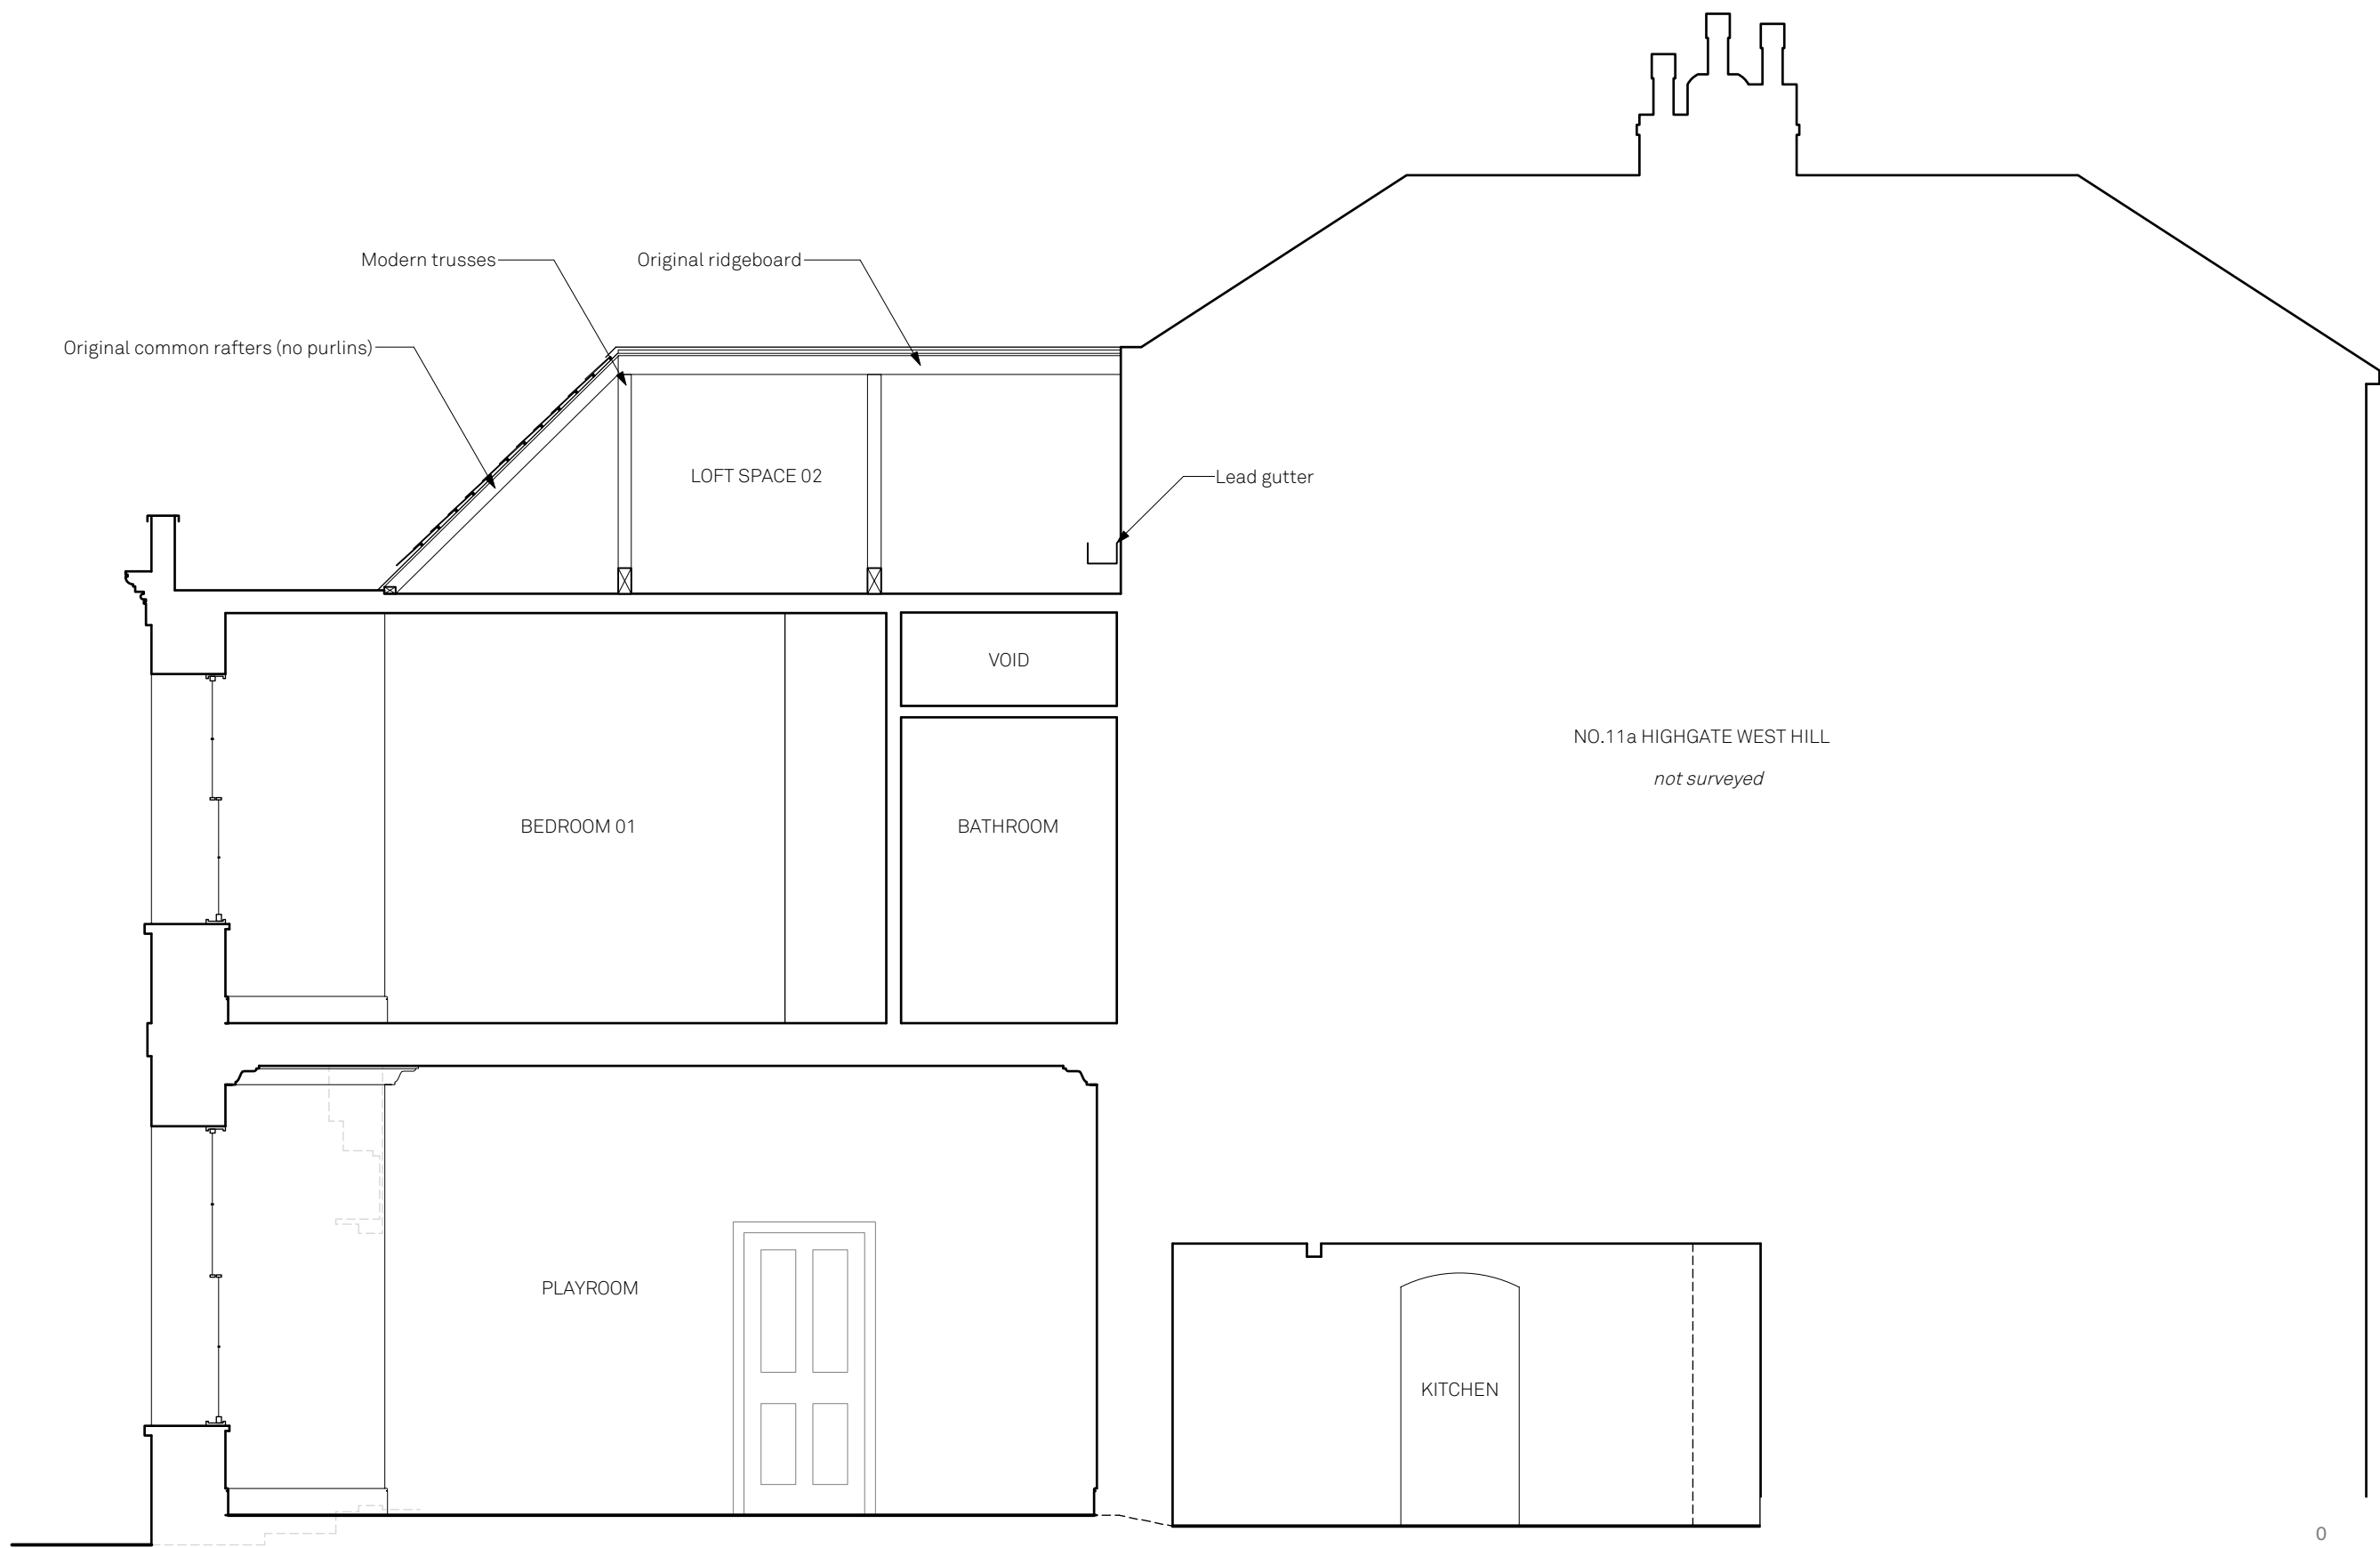 Modern trusses
Original ridgeboard
Original common rafters (no purlins)
LOFT SPACE 02
Lead gutter
VOID
NO.11a HIGHGATE WEST HILL
not surveyed
BEDROOM 01
BATHROOM
PLAYROOM
KITCHEN
0